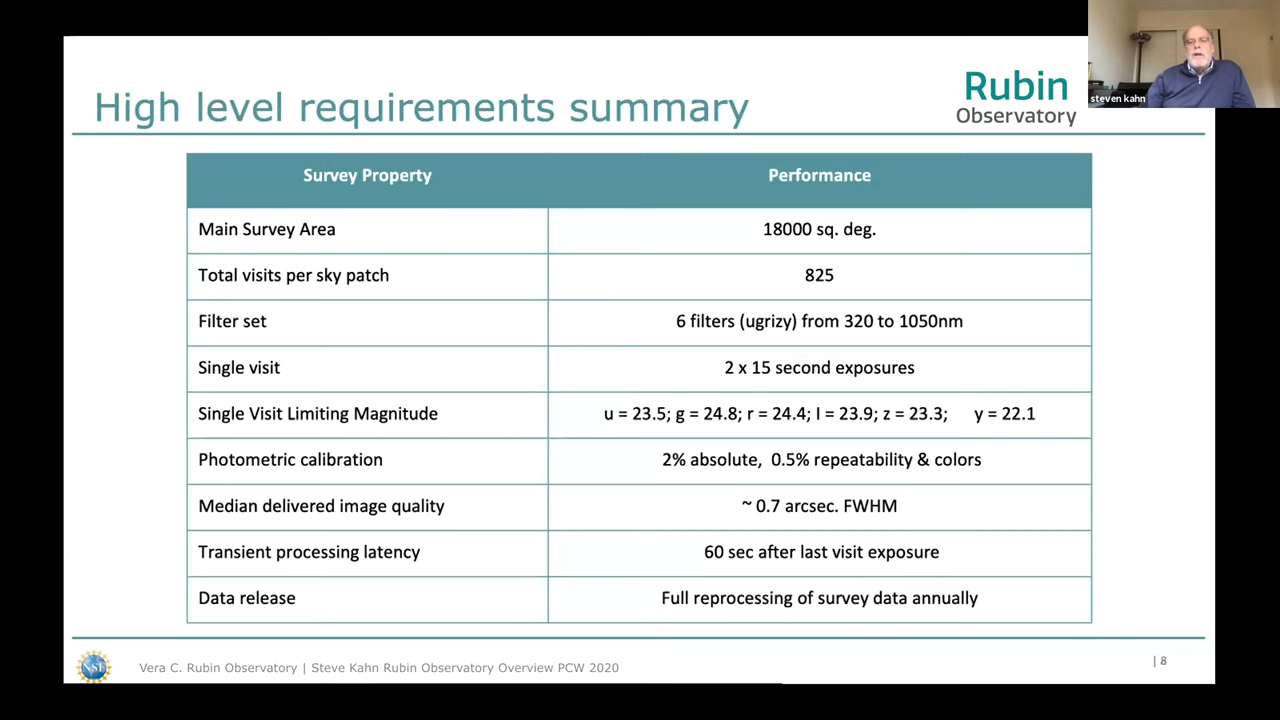 steven kahn
High level requirements summary
Rubin
Observatory
Survey Property Performance
Main Survey Area 18000 sq. deg.
Total visits per sky patch 825
Filter set 6 filters (ugrizy) from 320 to 1050nm
Single visit 2 x 15 second exposures
Single Visit Limiting Magnitude u = 23.5; g = 24.8; r = 24.4; I = 23.9; z = 23.3; y = 22.1
Photometric calibration 2% absolute, 0.5% repeatability & colors
Median delivered image quality ~ 0.7 arcsec. FWHM
Transient processing latency 60 sec after last visit exposure
Data release Full reprocessing of survey data annually
NSF
Vera C. Rubin Observatory | Steve Kahn Rubin Observatory Overview PCW 2020
| 8